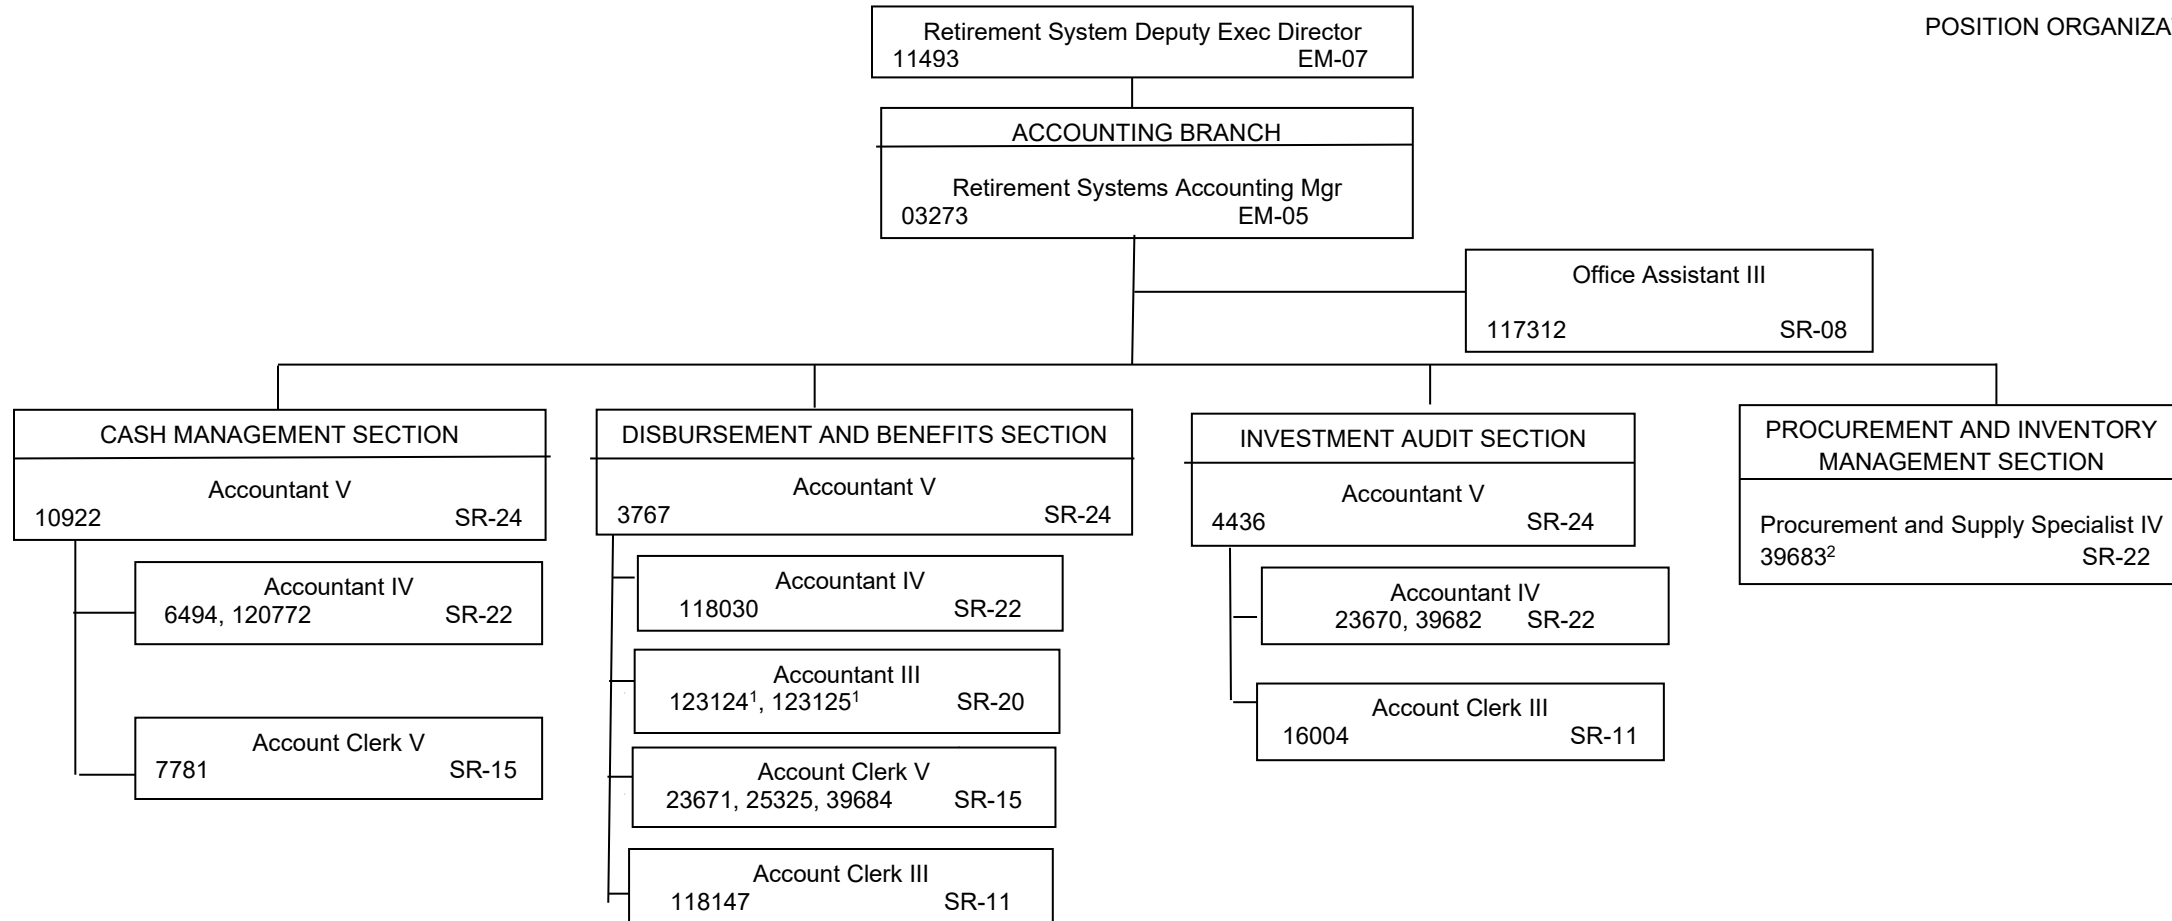 POSITION ORGANIZA
Retirement System Deputy Exec Director
11493 EM-07
ACCOUNTING BRANCH
Retirement Systems Accounting Mgr
03273 EM-05
Office Assistant III
117312 SR-08
CASH MANAGEMENT SECTION
Accountant V
10922 SR-24
Accountant IV
6494, 120772 SR-22
Account Clerk V
7781 SR-15
DISBURSEMENT AND BENEFITS SECTION
Accountant V
3767 SR-24
Accountant IV
118030 SR-22
Accountant III
123124¹, 123125¹ SR-20
Account Clerk V
23671, 25325, 39684 SR-15
Account Clerk III
118147 SR-11
INVESTMENT AUDIT SECTION
Accountant V
4436 SR-24
Accountant IV
23670, 39682 SR-22
Account Clerk III
16004 SR-11
PROCUREMENT AND INVENTORY
MANAGEMENT SECTION
Procurement and Supply Specialist IV
39683² SR-22